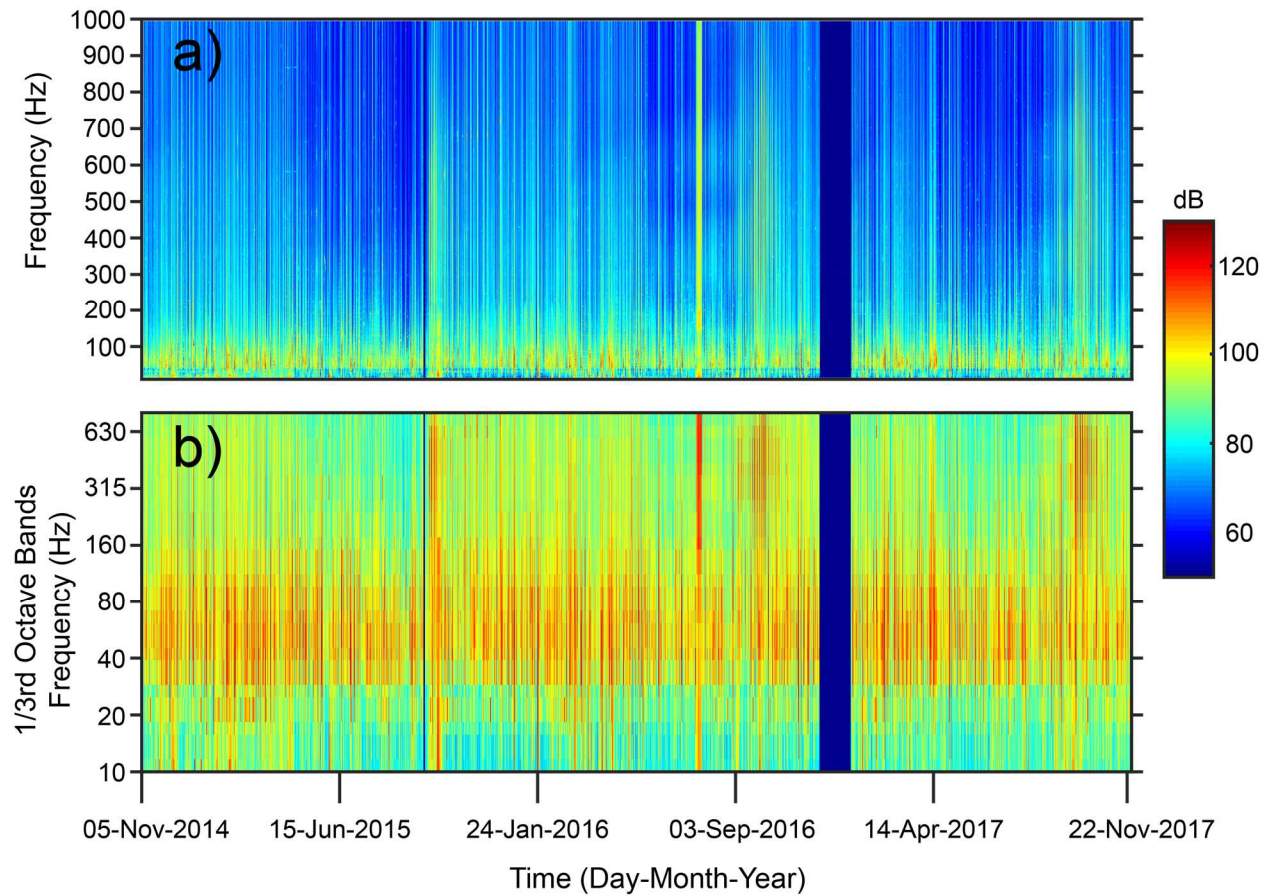 1000
900
800
700
600
500
400
300
200
100
Frequency (Hz)
a)
630
315
160
80
40
20
10
1/3rd Octave Bands
Frequency (Hz)
b)
dB
120
100
80
60
05-Nov-2014 15-Jun-2015 24-Jan-2016 03-Sep-2016 14-Apr-2017 22-Nov-2017
Time (Day-Month-Year)